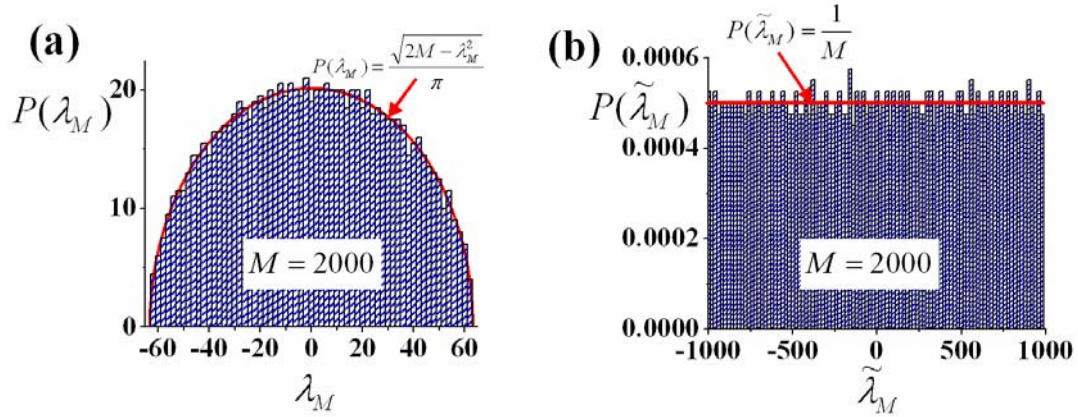 (a)
P(λ_M) = √(2M − λ_M²) / π
P(λ_M)
20
10
0
M = 2000
-60 -40 -20 0 20 40 60
λ_M
(b)
P(λ̃_M) = 1 / M
P(λ̃_M)
0.0006
0.0004
0.0002
0.0000
M = 2000
-1000 -500 0 500 1000
λ̃_M